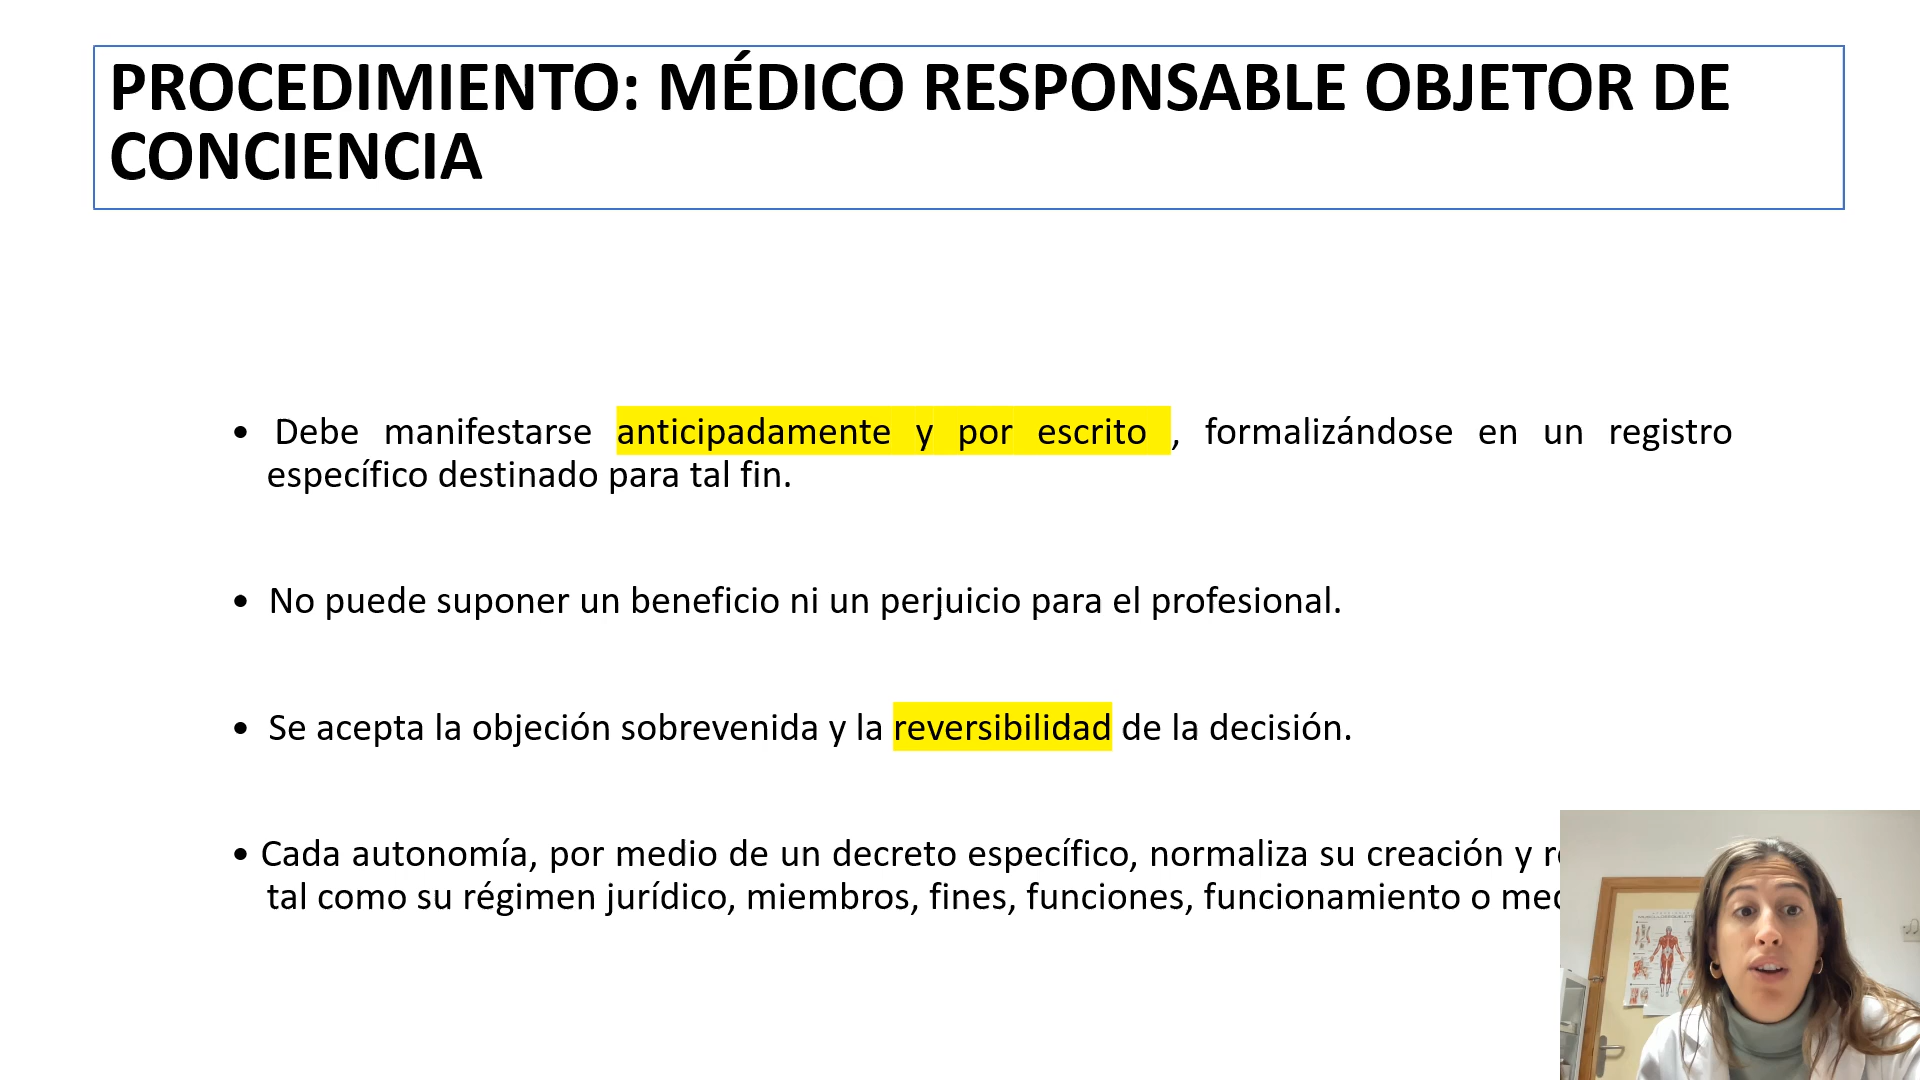 PROCEDIMIENTO: MÉDICO RESPONSABLE OBJETOR DE
CONCIENCIA
• Debe manifestarse anticipadamente y por escrito , formalizándose en un registro
específico destinado para tal fin.
• No puede suponer un beneficio ni un perjuicio para el profesional.
• Se acepta la objeción sobrevenida y la reversibilidad de la decisión.
• Cada autonomía, por medio de un decreto específico, normaliza su creación y
tal como su régimen jurídico, miembros, fines, funciones, funcionamiento o